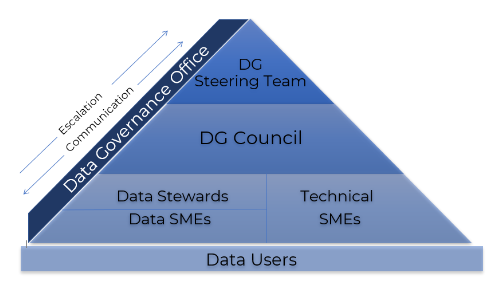 DG
Steering Team
Escalation
Communication
Data Governance Office
DG Council
Data Stewards
Data SMEs
Technical
SMEs
Data Users